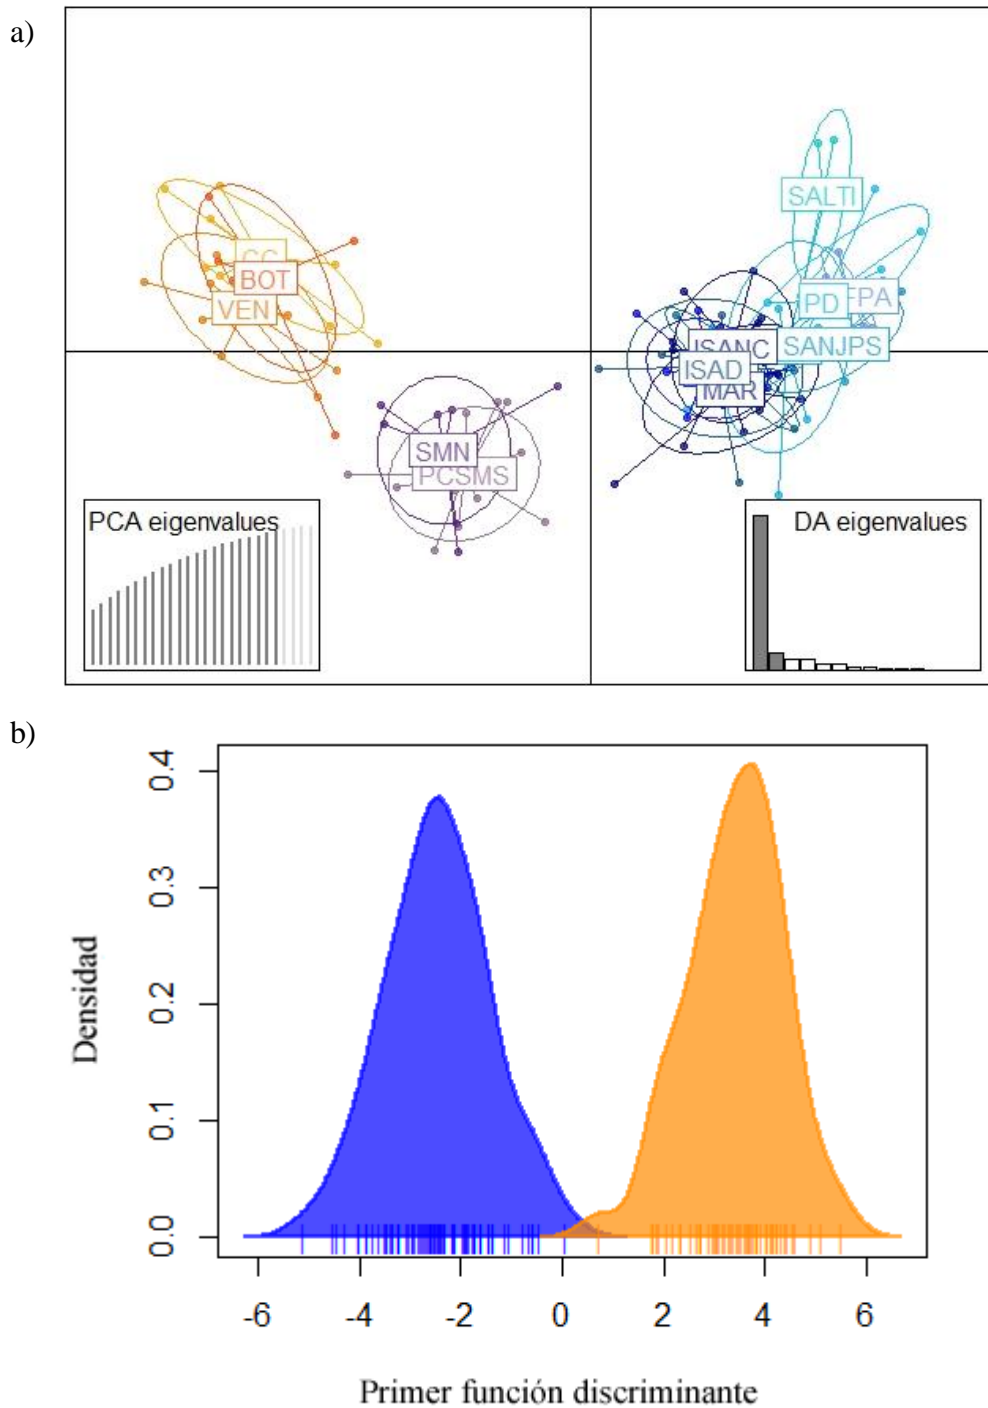 a)
SALTI
CC
BOT
VEN
PD
FPA
ISANC
SANJPS
ISAD
MAR
SMN
PCSMS
PCA eigenvalues
DA eigenvalues
b)
0.4
0.3
0.2
0.1
0.0
Densidad
-6 -4 -2 0 2 4 6
Primer función discriminante